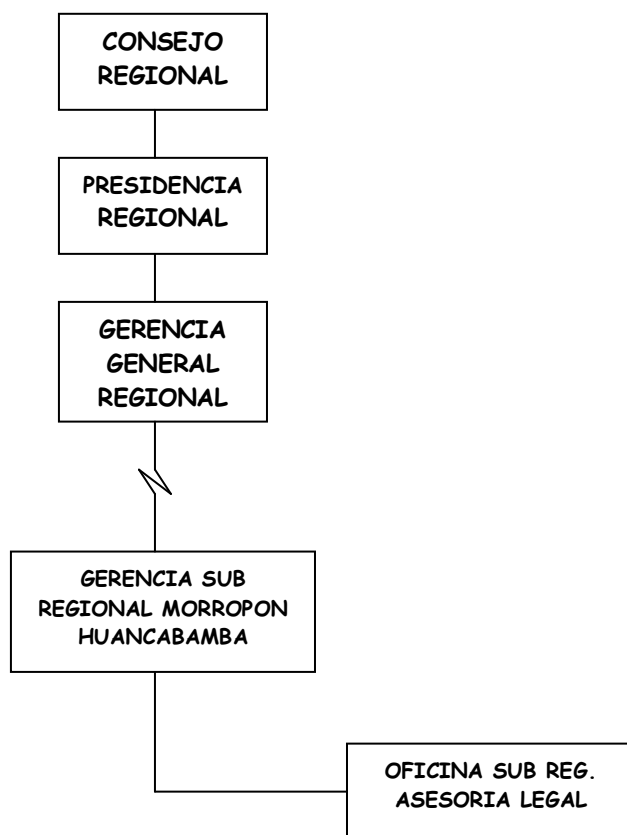 CONSEJO
REGIONAL
PRESIDENCIA
REGIONAL
GERENCIA
GENERAL
REGIONAL
GERENCIA SUB
REGIONAL MORROPON
HUANCABAMBA
OFICINA SUB REG.
ASESORIA LEGAL